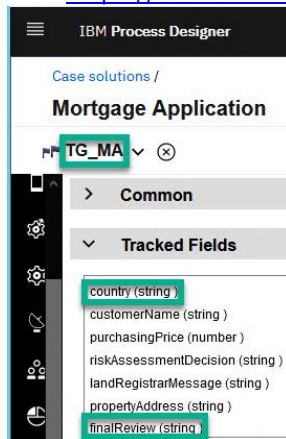 IBM Process Designer
Case solutions /
Mortgage Application
TG_MA
Common
Tracked Fields
country (string )
customerName (string )
purchasingPrice (number )
riskAssessmentDecision (string )
landRegistrarMessage (string )
propertyAddress (string )
finalReview (string )